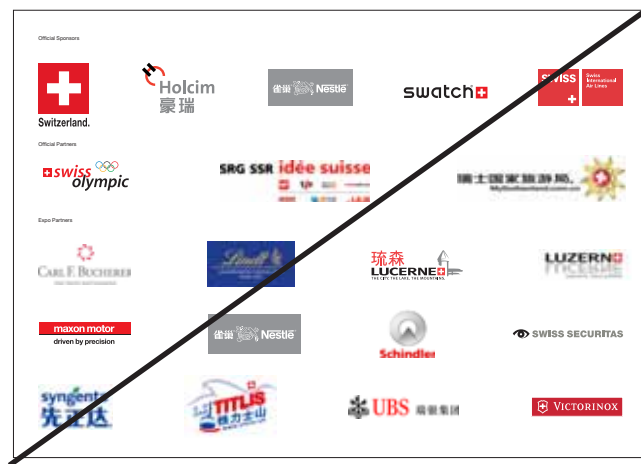 Official Sponsors
Switzerland.
Holcim
豪瑞
雀巢 Nestlé
swatch
SWISS
Swiss
International
Air Lines
Official Partners
swiss
olympic
SRG SSR idée suisse
瑞士国家旅游局.
MySwitzerland.com.cn
Expo Partners
CARL F. BUCHERER
Lindt
琉森
LUCERNE
THE CITY. THE LAKE. THE MOUNTAINS.
LUZERN
maxon motor
driven by precision
雀巢 Nestlé
Schindler
SWISS SECURITAS
syngenta
先正达
TITLIS
铁力士山
UBS 瑞银集团
VICTORINOX